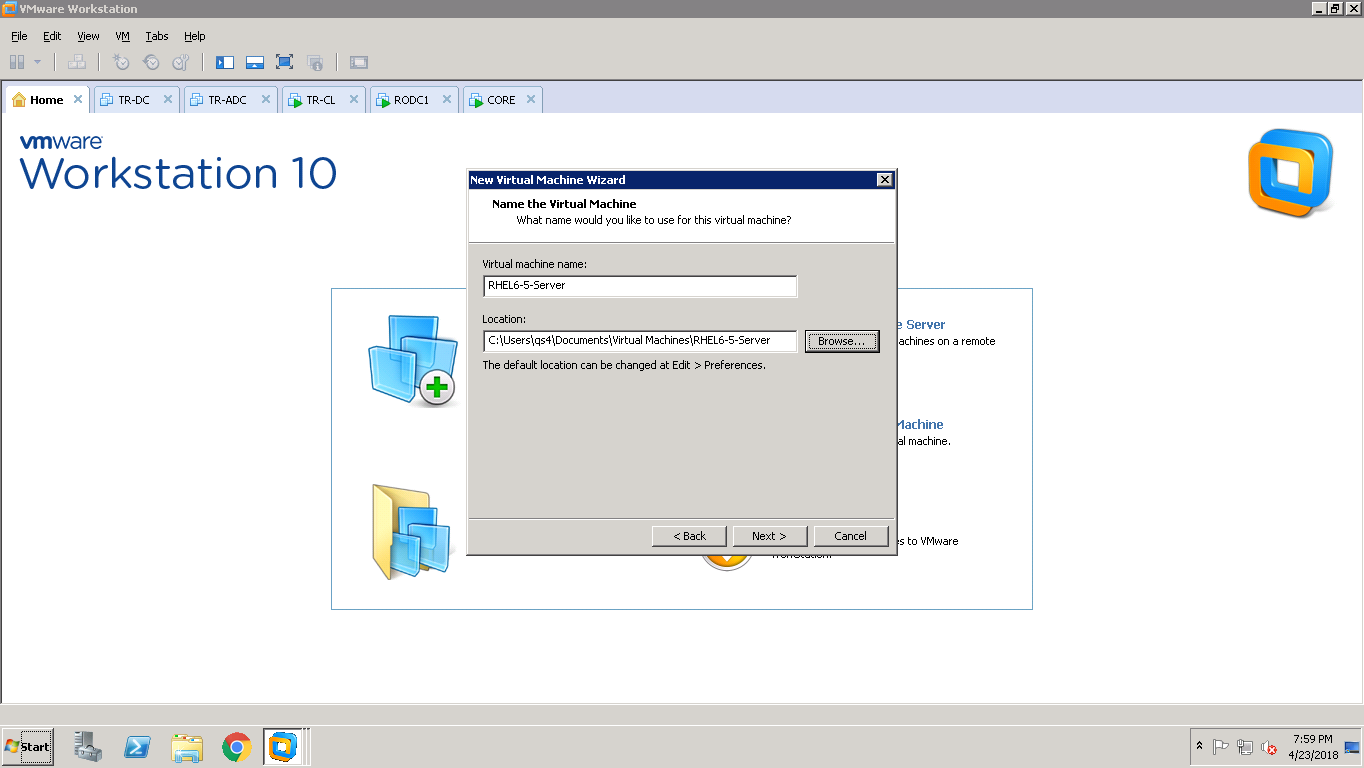 VMware Workstation
File Edit View VM Tabs Help
Home TR-DC TR-ADC TR-CL RODC1 CORE
vmware
Workstation 10
New Virtual Machine Wizard
Name the Virtual Machine
What name would you like to use for this virtual machine?
Virtual machine name:
RHEL6-5-Server
Location:
C:\Users\qs4\Documents\Virtual Machines\RHEL6-5-Server
Browse...
The default location can be changed at Edit > Preferences.
< Back Next > Cancel
e Server
achines on a remote
Machine
al machine.
es to VMware
Start
7:59 PM
4/23/2018